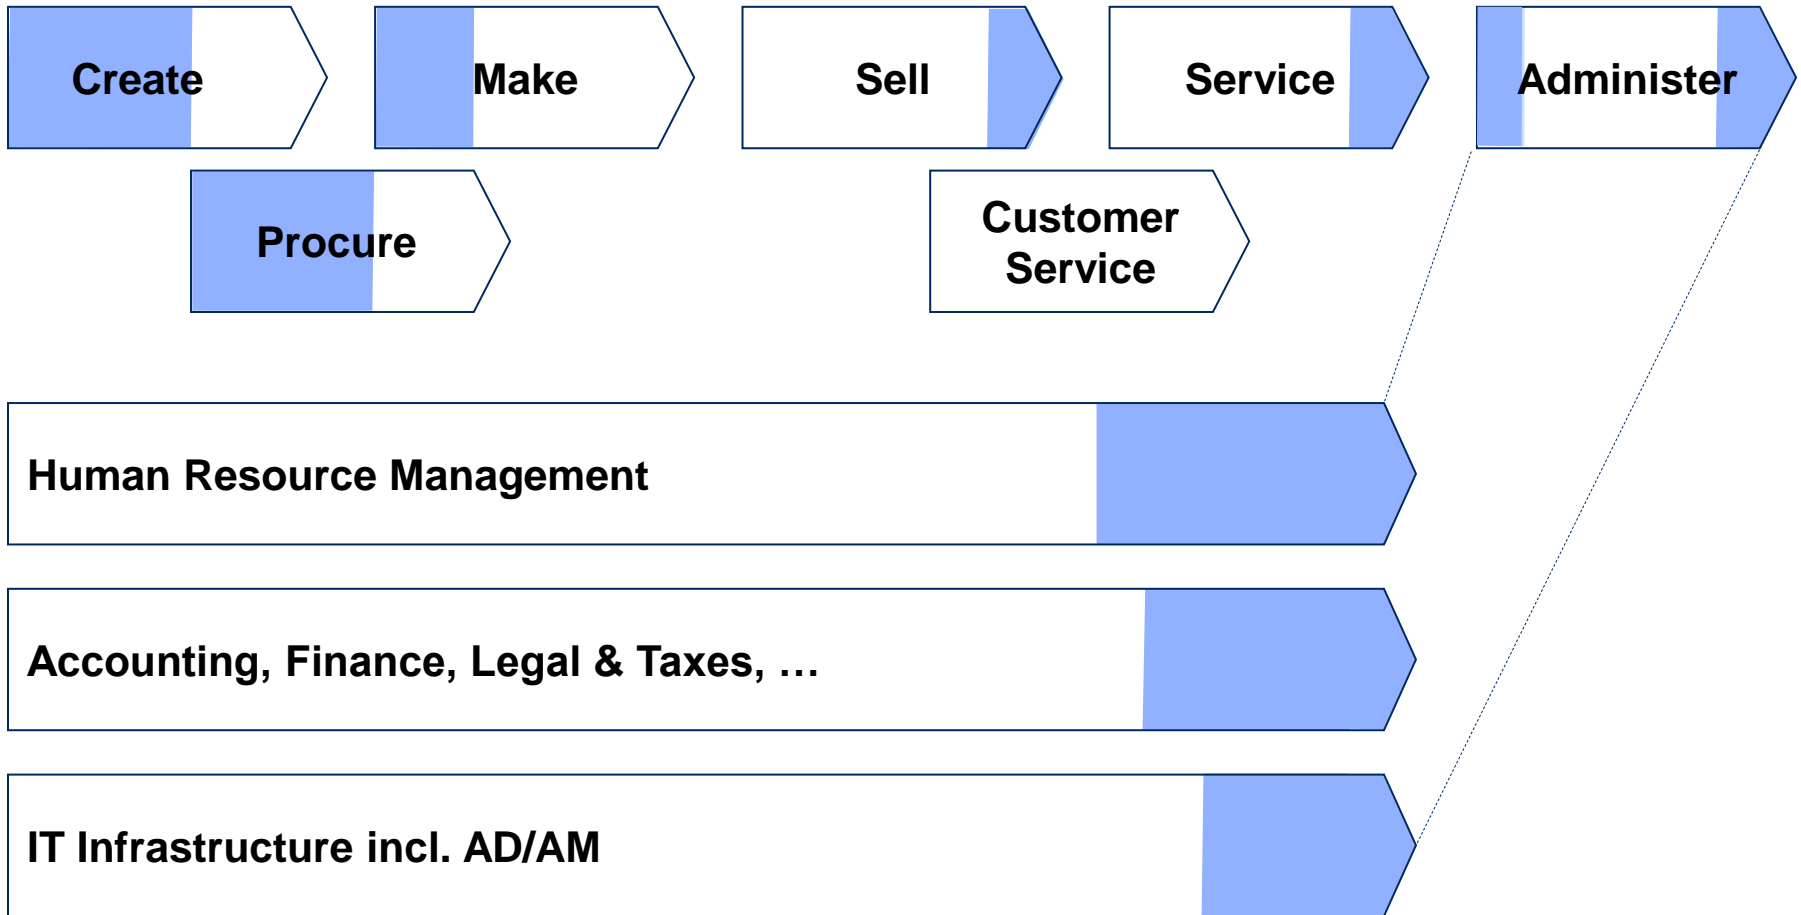 Create
Make
Sell
Service
Administer
Procure
Customer
Service
Human Resource Management
Accounting, Finance, Legal & Taxes, …
IT Infrastructure incl. AD/AM